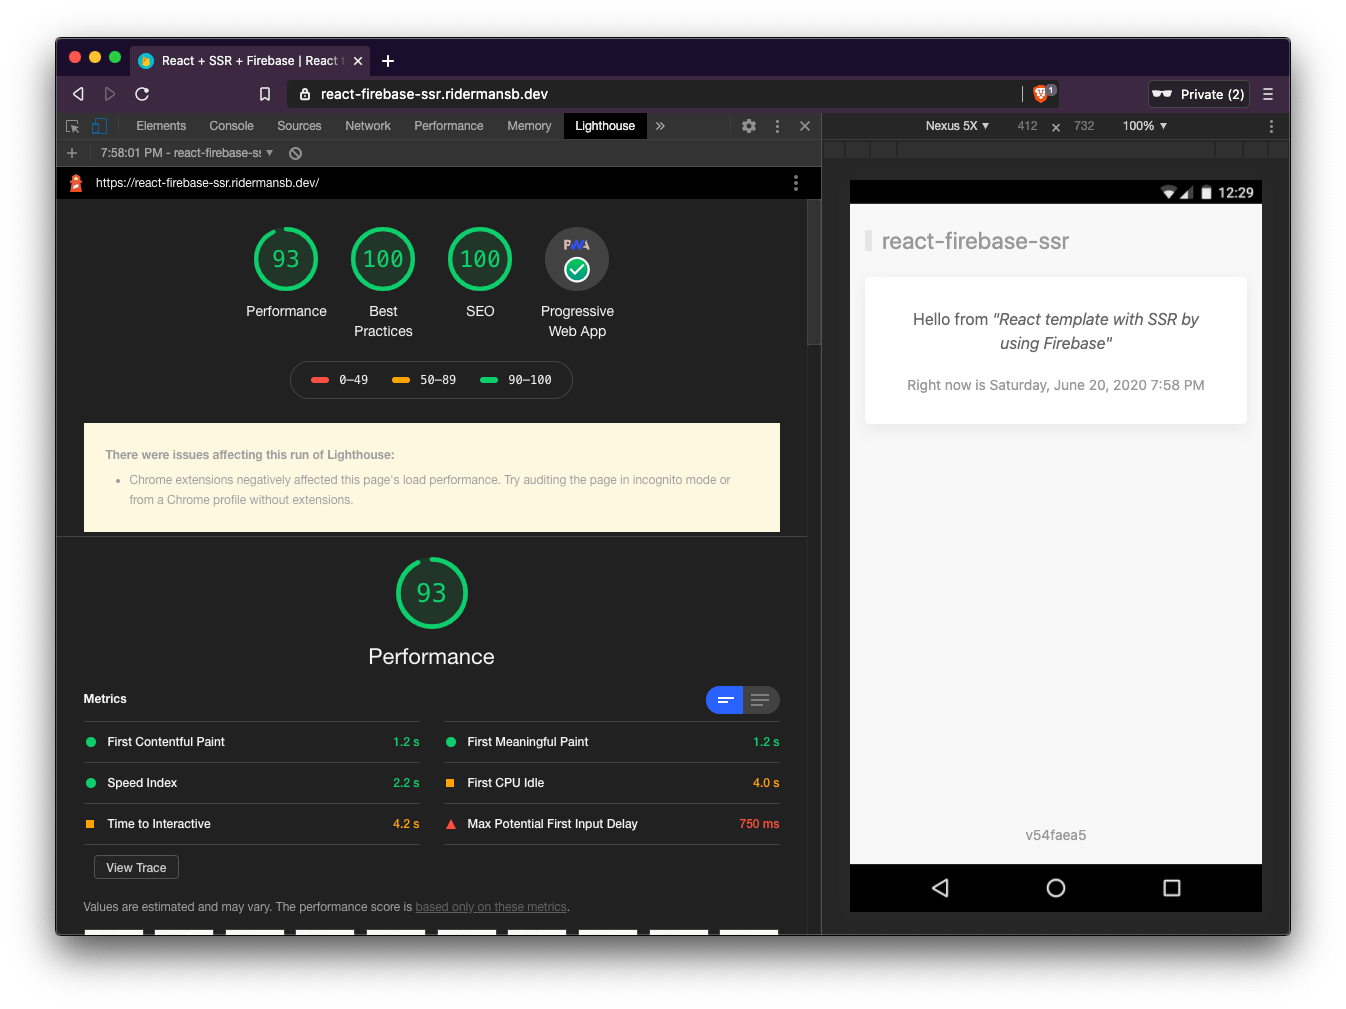 React + SSR + Firebase | React
react-firebase-ssr.ridermansb.dev
1
Private (2)
Elements Console Sources Network Performance Memory Lighthouse
Nexus 5X 412 x 732 100%
7:58:01 PM - react-firebase-s
https://react-firebase-ssr.ridermansb.dev/
93 100 100 PWA
Performance Best Practices SEO Progressive Web App
0–49 50–89 90–100
There were issues affecting this run of Lighthouse:
Chrome extensions negatively affected this page's load performance. Try auditing the page in incognito mode or
from a Chrome profile without extensions.
93
Performance
Metrics
First Contentful Paint 1.2 s
First Meaningful Paint 1.2 s
Speed Index 2.2 s
First CPU Idle 4.0 s
Time to Interactive 4.2 s
Max Potential First Input Delay 750 ms
View Trace
Values are estimated and may vary. The performance score is based only on these metrics.
12:29
react-firebase-ssr
Hello from "React template with SSR by
using Firebase"
Right now is Saturday, June 20, 2020 7:58 PM
v54faea5